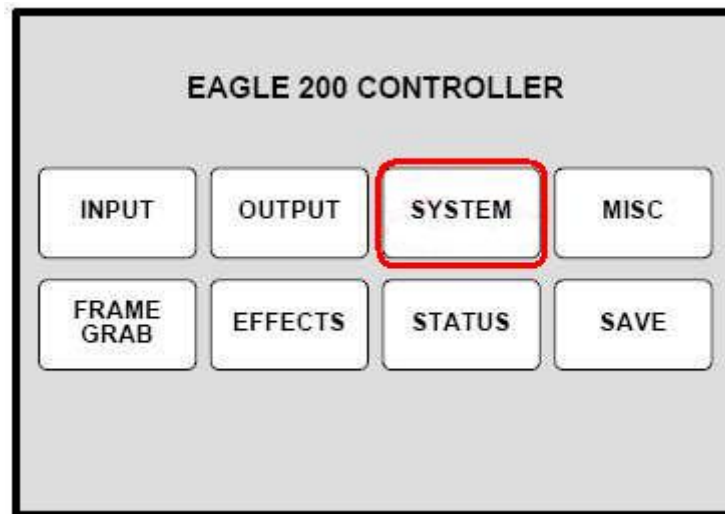 EAGLE 200 CONTROLLER
INPUT
OUTPUT
SYSTEM
MISC
FRAME
GRAB
EFFECTS
STATUS
SAVE